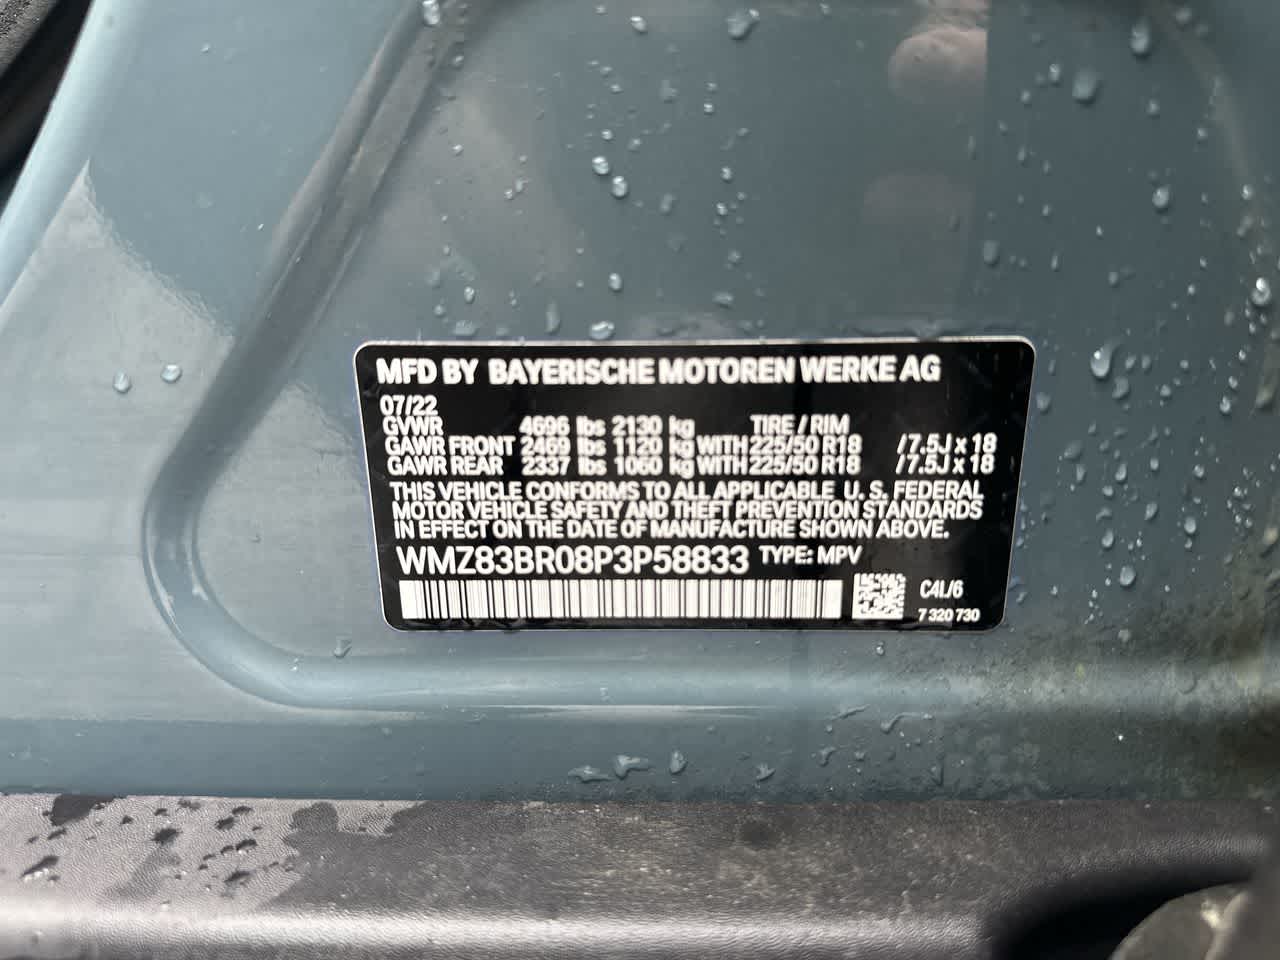 MFD BY BAYERISCHE MOTOREN WERKE AG
07/22
GVWR 4696 lbs 2130 kg TIRE / RIM
GAWR FRONT 2469 lbs 1120 kg WITH 225/50 R18 /7.5J x 18
GAWR REAR 2337 lbs 1060 kg WITH 225/50 R18 /7.5J x 18
THIS VEHICLE CONFORMS TO ALL APPLICABLE U. S. FEDERAL
MOTOR VEHICLE SAFETY AND THEFT PREVENTION STANDARDS
IN EFFECT ON THE DATE OF MANUFACTURE SHOWN ABOVE.
WMZ83BR08P3P58833 TYPE: MPV
C4L/6
7 320 730